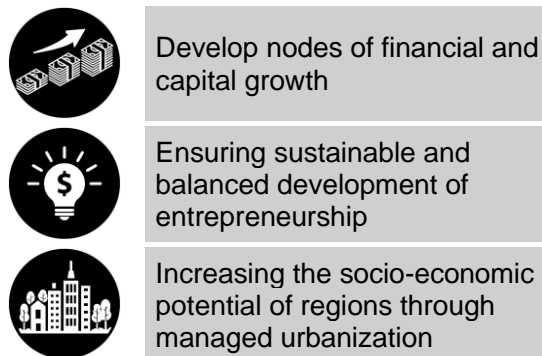 Develop nodes of financial and
capital growth
$
Ensuring sustainable and
balanced development of
entrepreneurship
Increasing the socio-economic
potential of regions through
managed urbanization